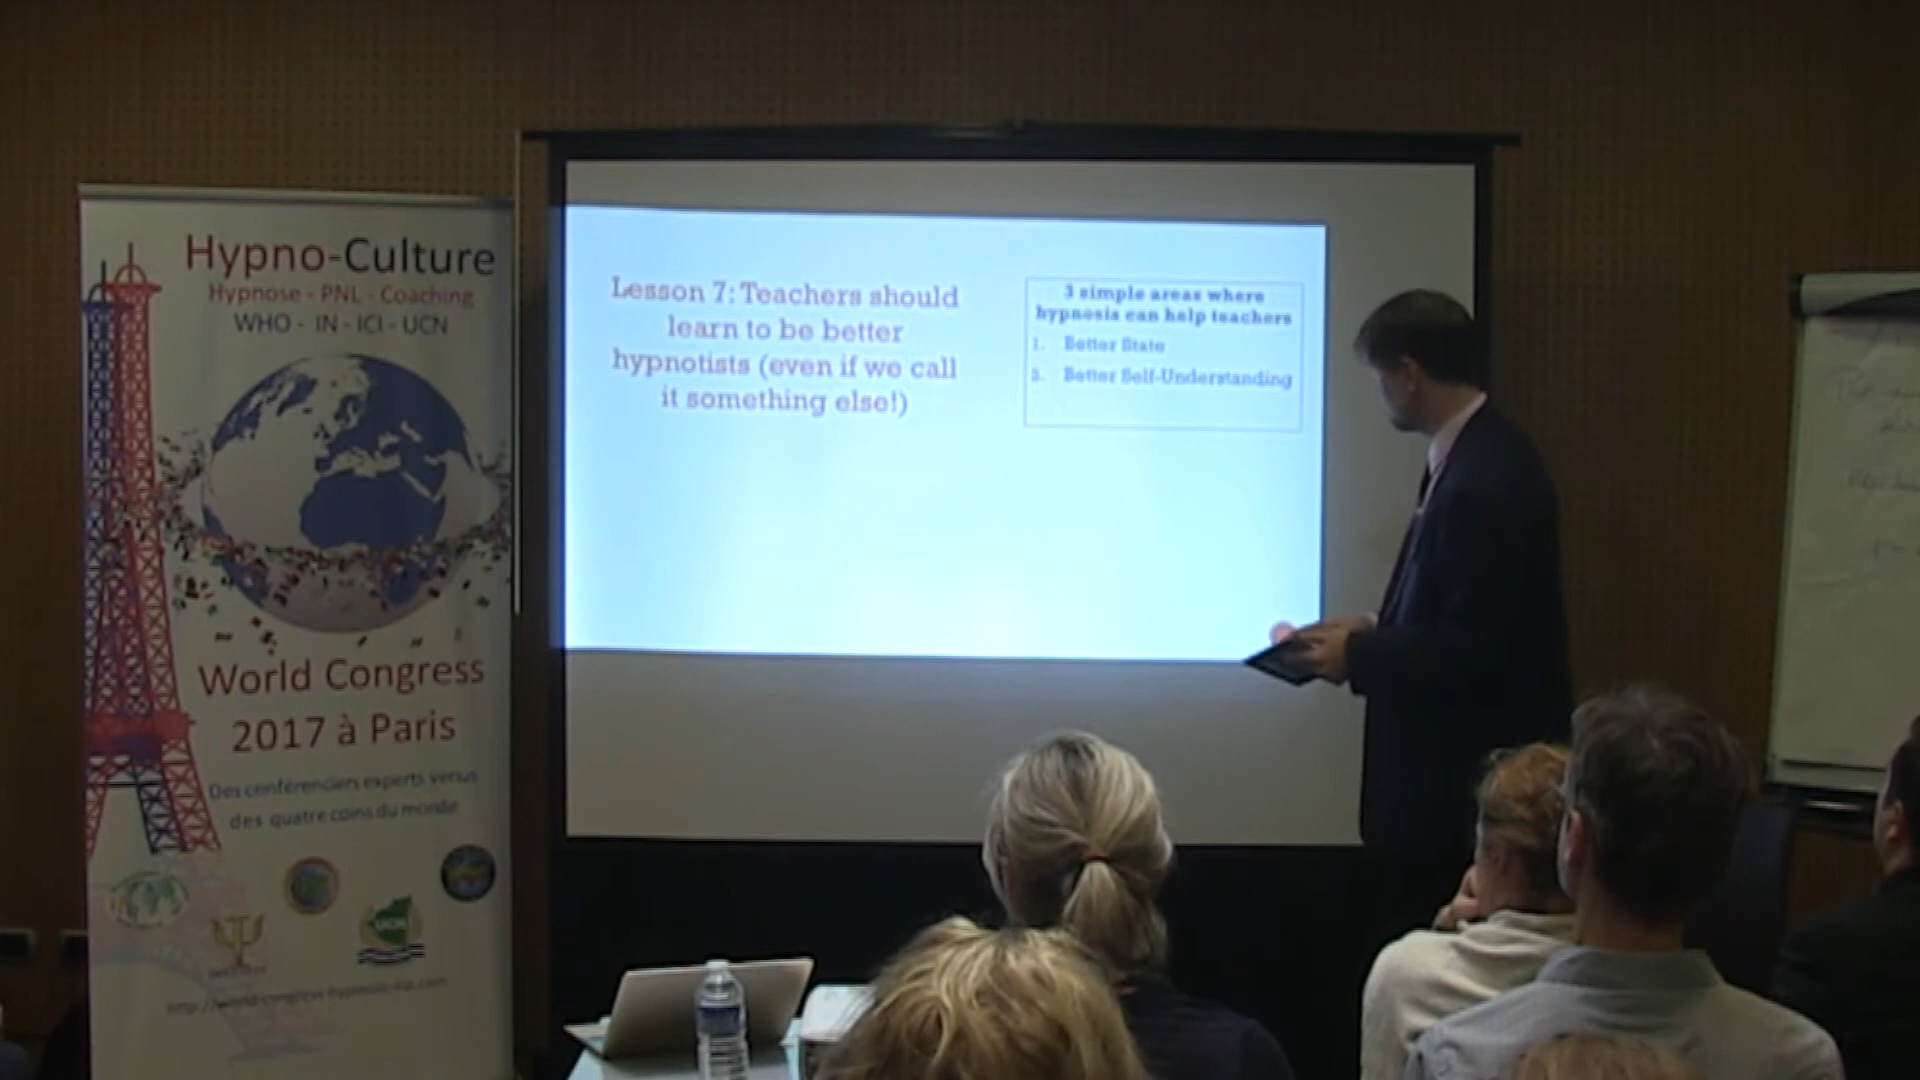 Hypno-Culture
Hypnose - PNL - Coaching
WHO - IN - ICI - UCN
World Congress
2017 à Paris
Des conférenciers experts venus
des quatre coins du monde
Lesson 7: Teachers should
learn to be better
hypnotists (even if we call
it something else!)
3 simple areas where
hypnosis can help teachers
1. Better State
2. Better Self-Understanding